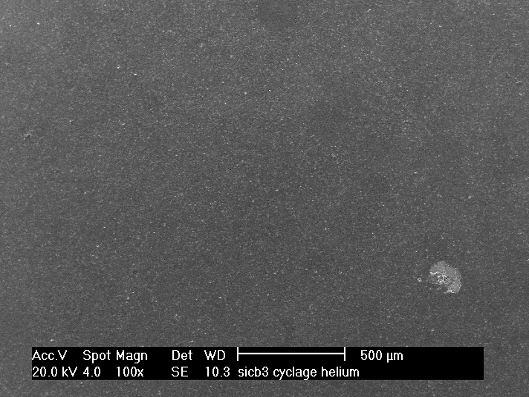 Acc.V Spot Magn Det WD 500 µm
20.0 kV 4.0 100x SE 10.3 sicb3 cyclage helium